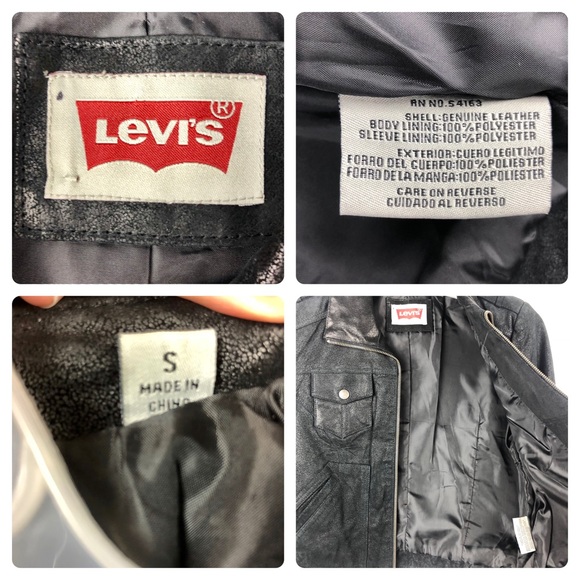 LEVI'S®
RN NO. 54163
SHELL: GENUINE LEATHER
BODY LINING: 100% POLYESTER
SLEEVE LINING: 100% POLYESTER
EXTERIOR: CUERO LEGITIMO
FORRO DEL CUERPO: 100% POLIESTER
FORRO DE LA MANGA: 100% POLIESTER
CARE ON REVERSE
CUIDADO AL REVERSO
S
MADE IN
CHINA
LEVI'S